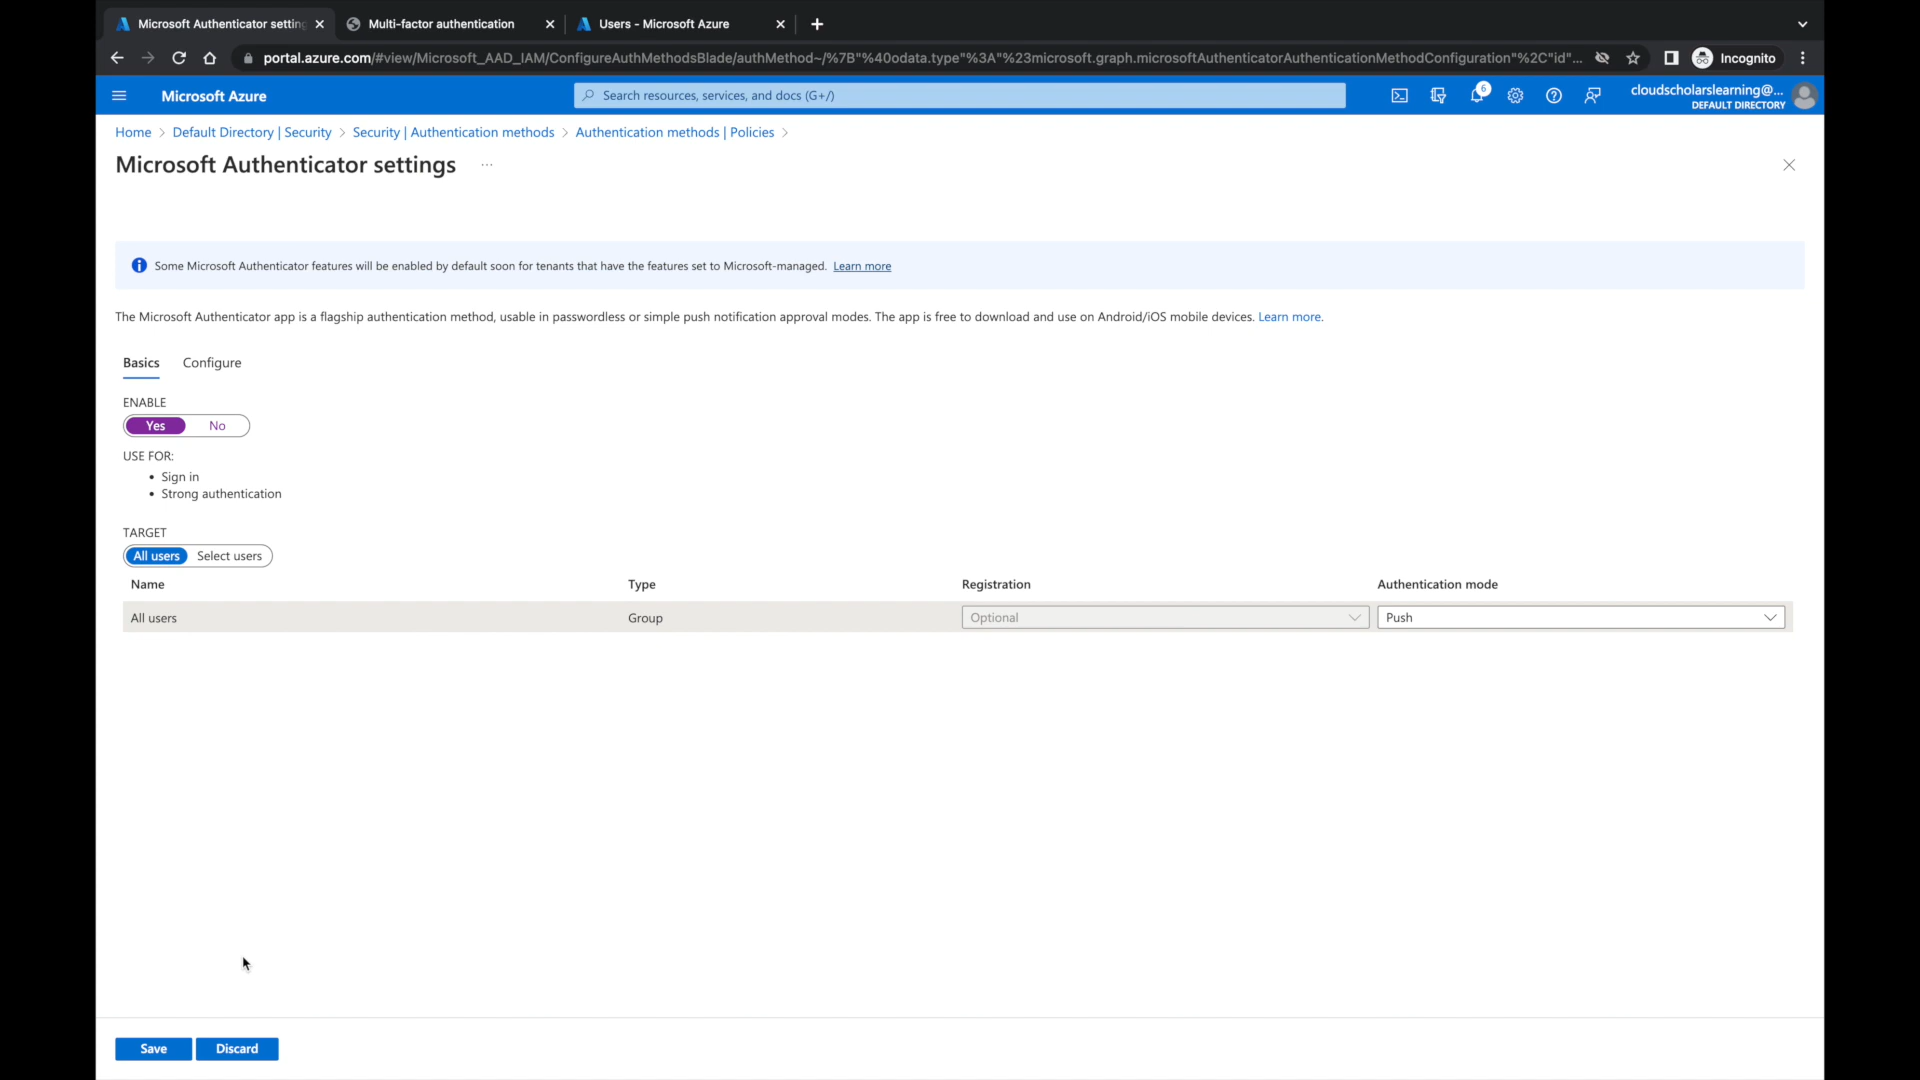 Microsoft Authenticator settin
Multi-factor authentication
Users - Microsoft Azure
portal.azure.com/#view/Microsoft_AAD_IAM/ConfigureAuthMethodsBlade/authMethod~/%7B"%40odata.type"%3A"%23microsoft.graph.microsoftAuthenticatorAuthenticationMethodConfiguration"%2C"id"...
Incognito
Microsoft Azure
Search resources, services, and docs (G+/)
6
cloudscholarslearning@...
DEFAULT DIRECTORY
Home > Default Directory | Security > Security | Authentication methods > Authentication methods | Policies >
Microsoft Authenticator settings ...
Some Microsoft Authenticator features will be enabled by default soon for tenants that have the features set to Microsoft-managed. Learn more
The Microsoft Authenticator app is a flagship authentication method, usable in passwordless or simple push notification approval modes. The app is free to download and use on Android/iOS mobile devices. Learn more.
Basics Configure
ENABLE
Yes No
USE FOR:
• Sign in
• Strong authentication
TARGET
All users Select users
Name Type Registration Authentication mode
All users Group Optional Push
Save Discard